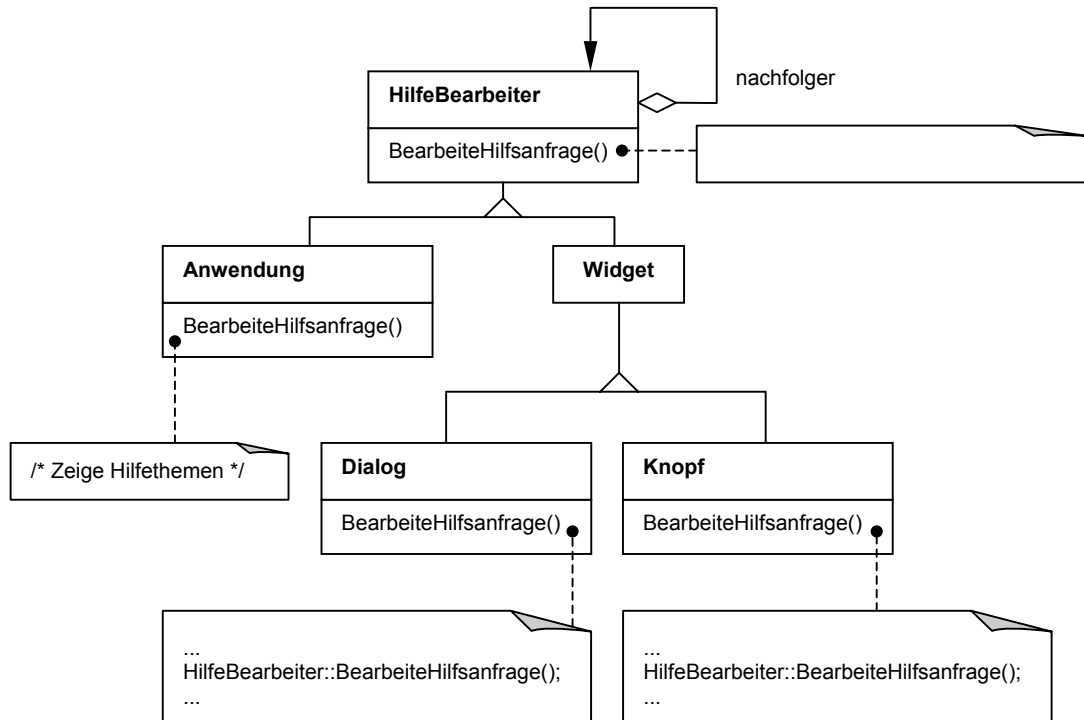 nachfolger
HilfeBearbeiter
BearbeiteHilfsanfrage()
Anwendung
BearbeiteHilfsanfrage()
Widget
/* Zeige Hilfethemen */
Dialog
BearbeiteHilfsanfrage()
Knopf
BearbeiteHilfsanfrage()
...
HilfeBearbeiter::BearbeiteHilfsanfrage();
...
...
HilfeBearbeiter::BearbeiteHilfsanfrage();
...